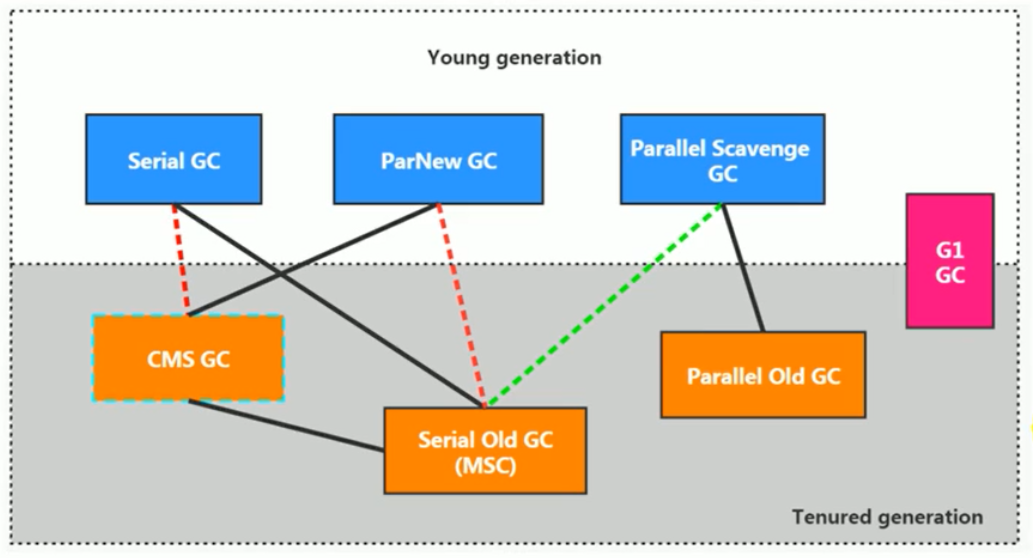 Young generation
Serial GC
ParNew GC
Parallel Scavenge
GC
G1
GC
CMS GC
Parallel Old GC
Serial Old GC
(MSC)
Tenured generation